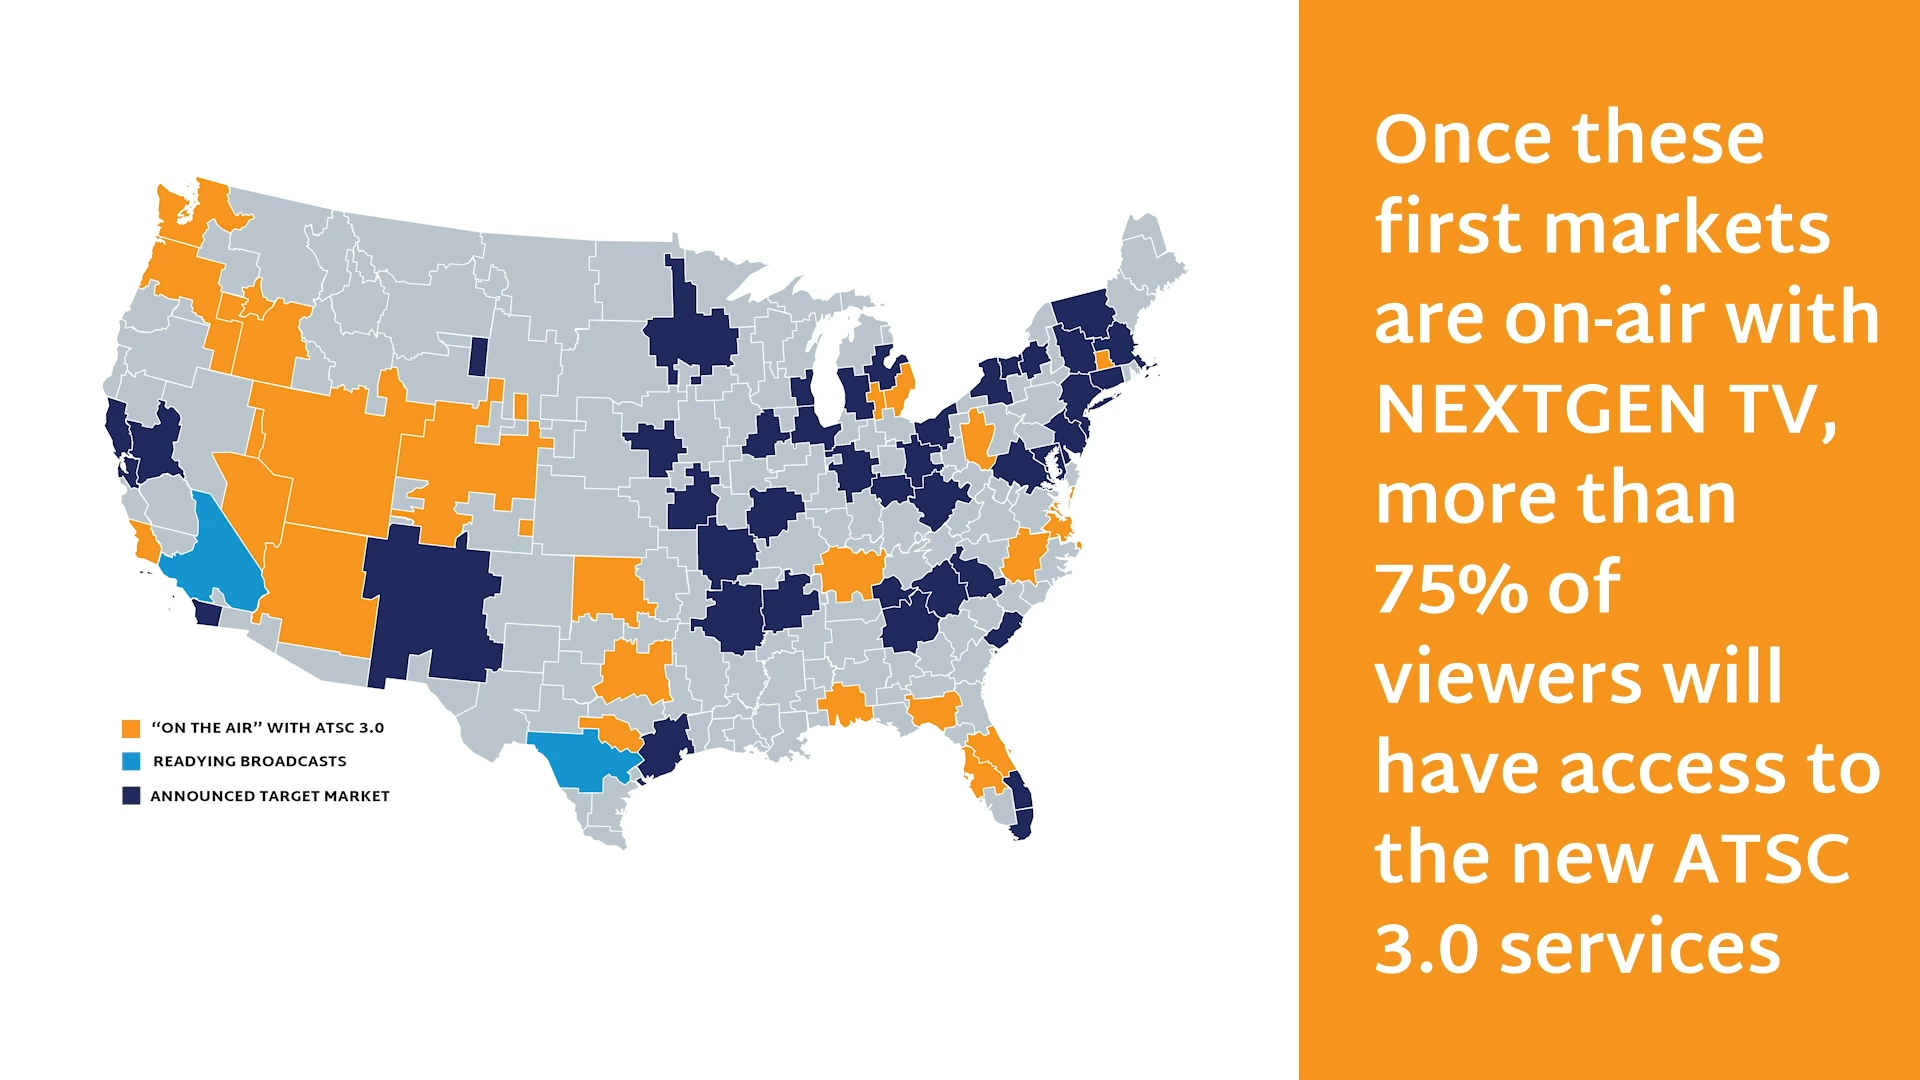 Once these
first markets
are on-air with
NEXTGEN TV,
more than
75% of
viewers will
have access to
the new ATSC
3.0 services
“ON THE AIR” WITH ATSC 3.0
READYING BROADCASTS
ANNOUNCED TARGET MARKET